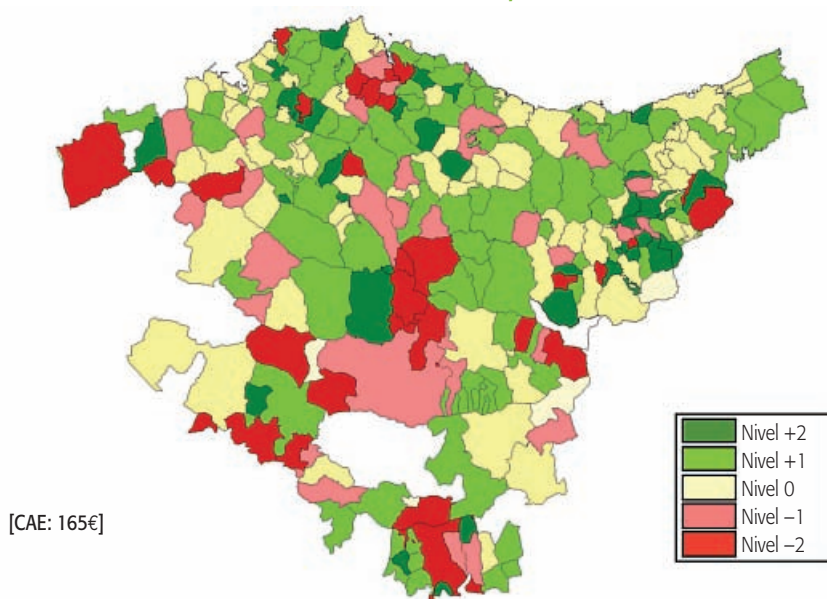 Nivel +2
Nivel +1
Nivel 0
Nivel –1
Nivel –2
[CAE: 165€]